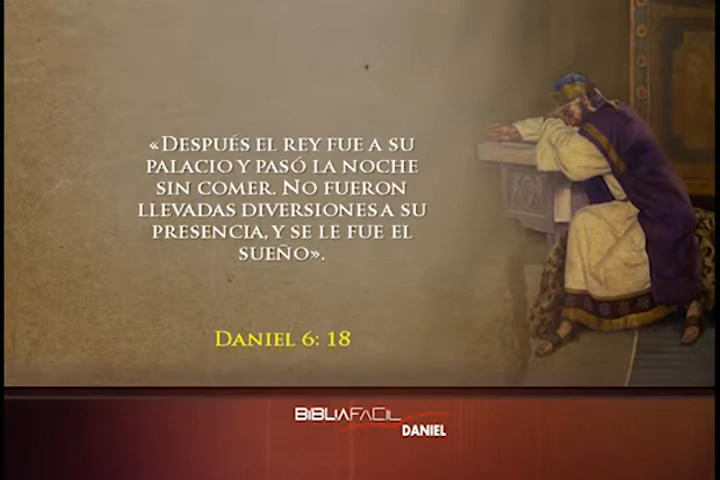 «Después el rey fue a su
palacio y pasó la noche
sin comer. No fueron
llevadas diversiones a su
presencia, y se le fue el
sueño».
Daniel 6: 18
BIBLIAFACIL
DANIEL